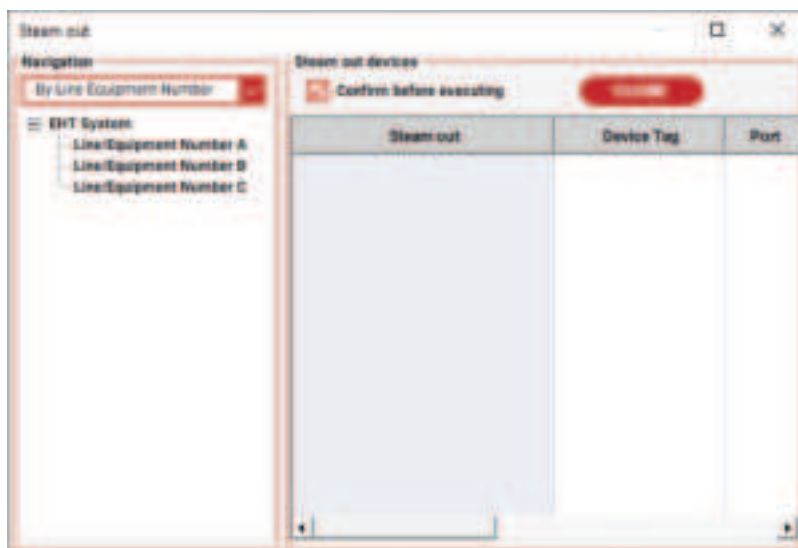 Steam out
Navigation
By Line Equipment Number
EHT System
Line/Equipment Number A
Line/Equipment Number B
Line/Equipment Number C
Steam out devices
Confirm before executing
Steam out
Device Tag
Port